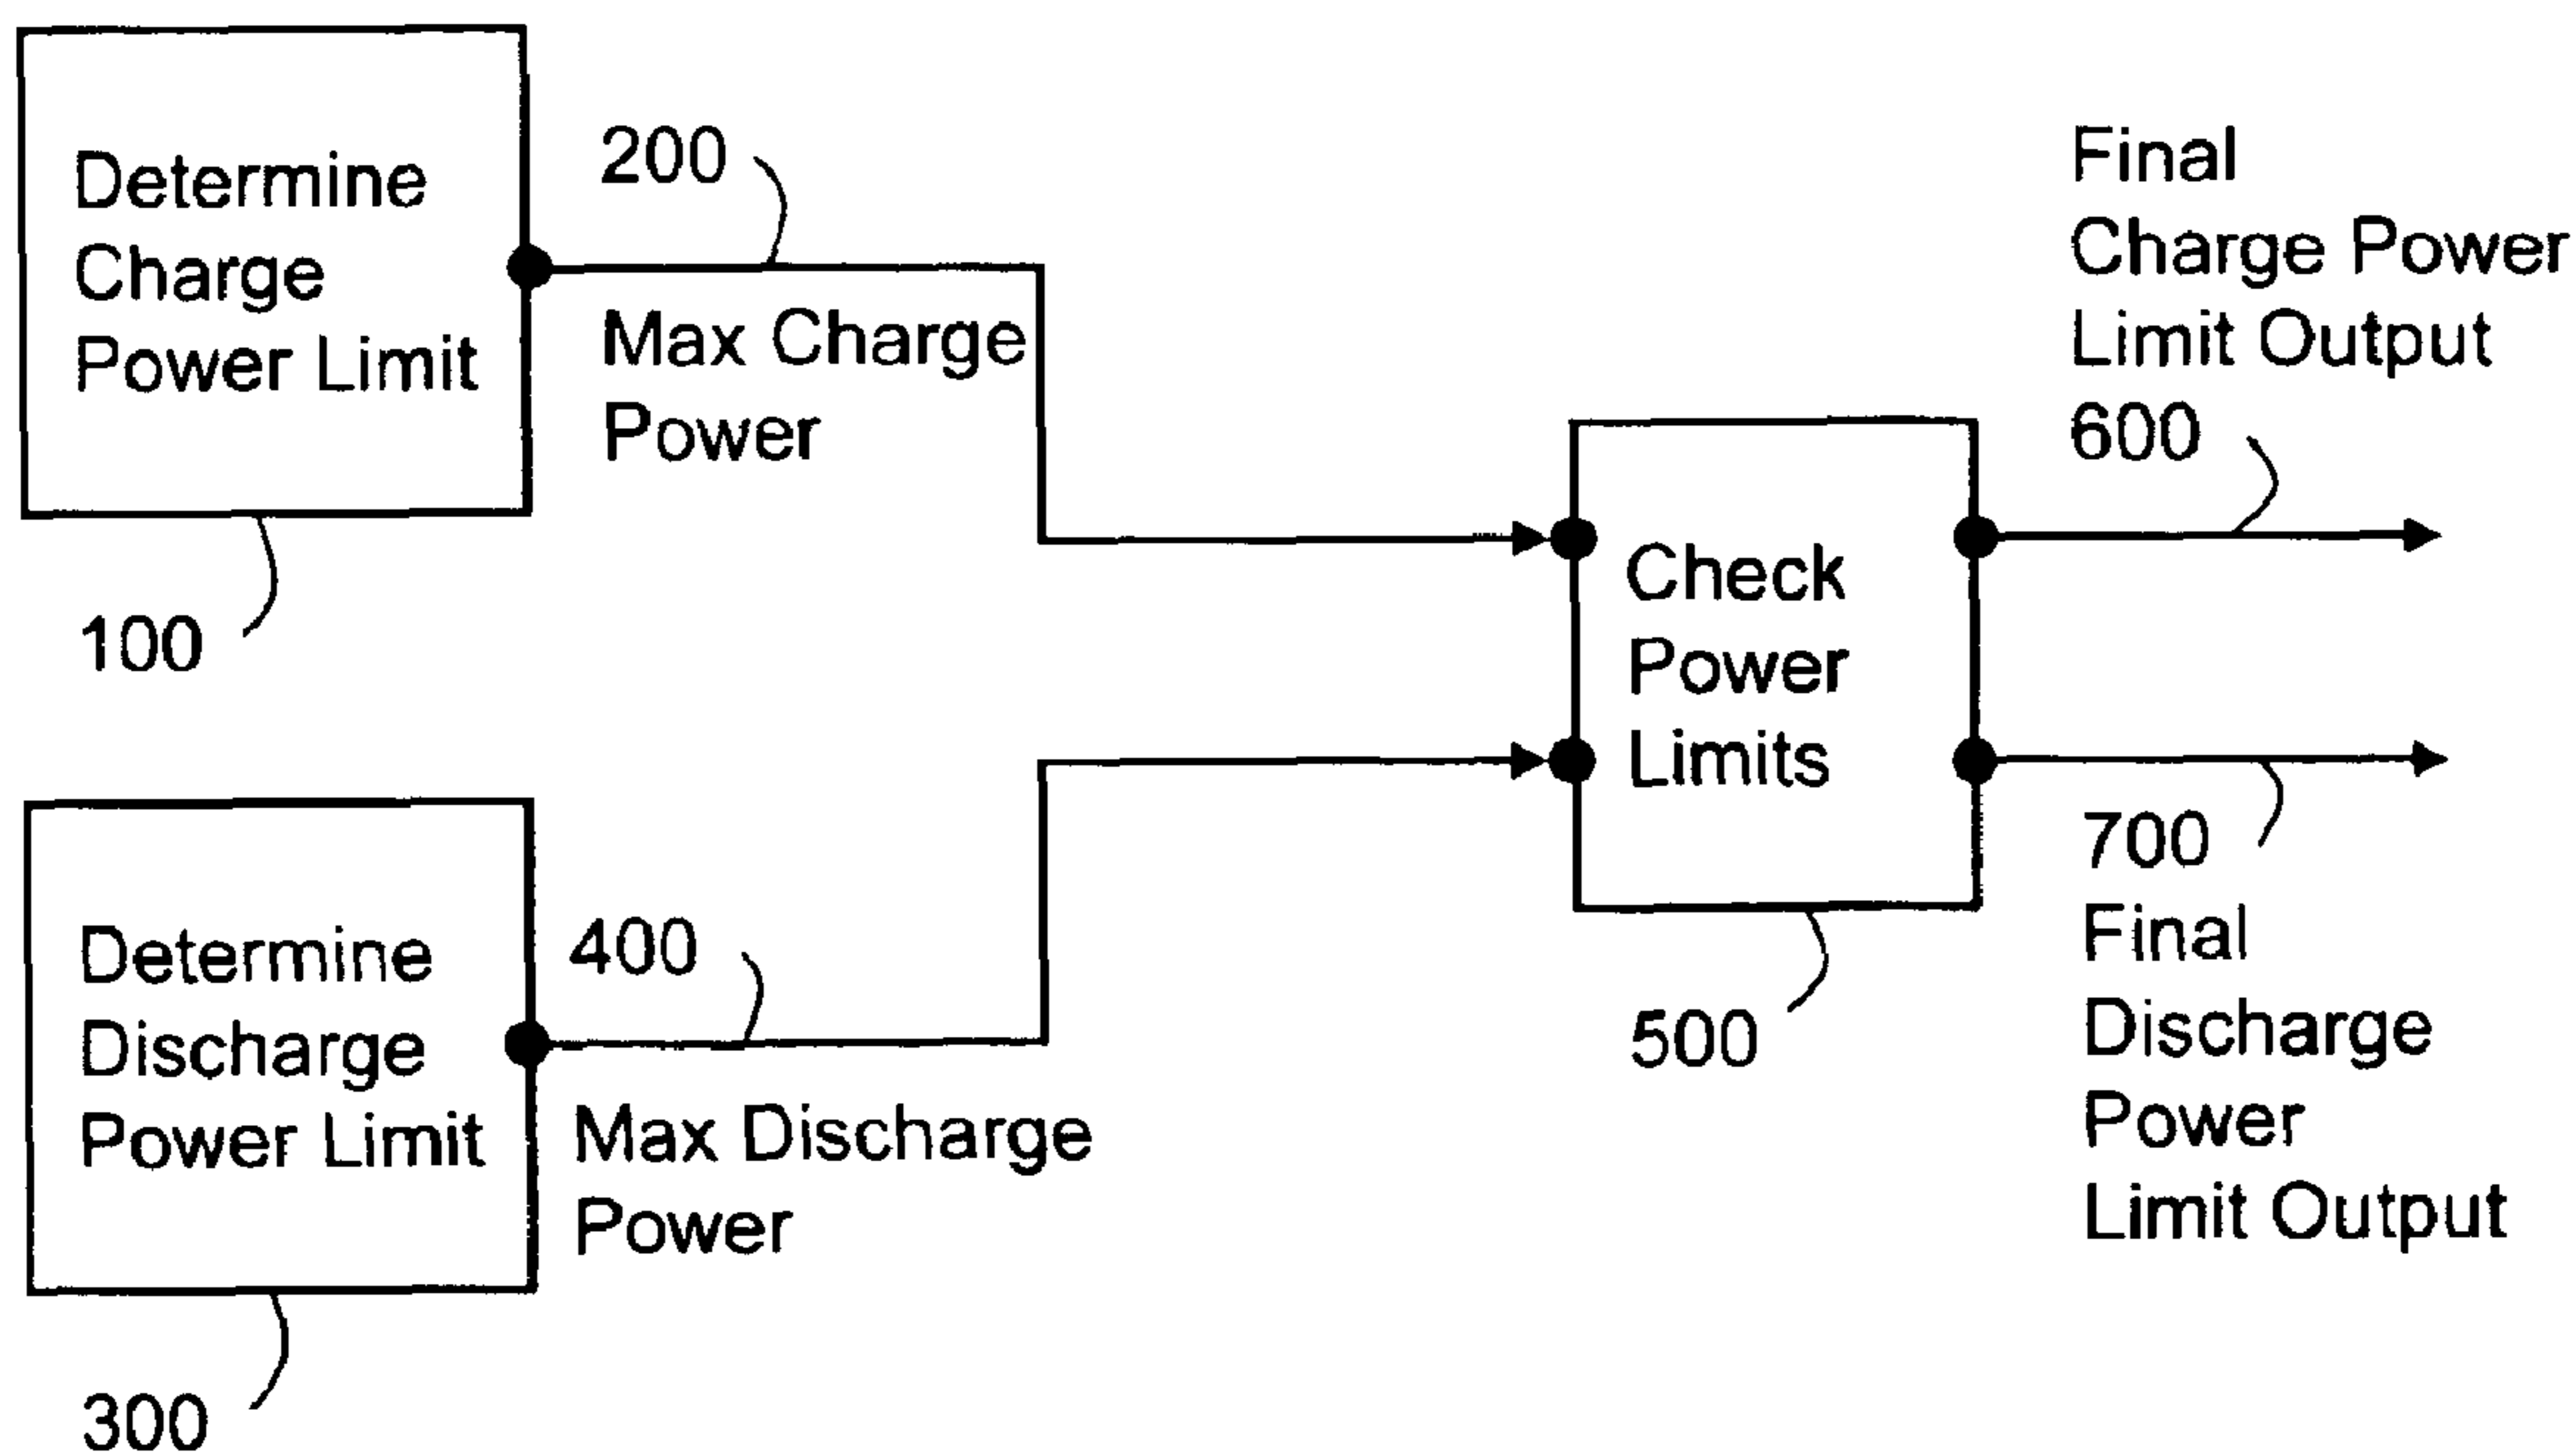 Determine
Charge
Power Limit
100
200
Max Charge
Power
Determine
Discharge
Power Limit
300
400
Max Discharge
Power
Check
Power
Limits
500
Final
Charge Power
Limit Output
600
700
Final
Discharge
Power
Limit Output